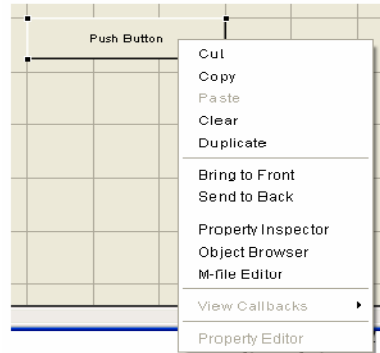 Push Button
Cut
Copy
Paste
Clear
Duplicate
Bring to Front
Send to Back
Property Inspector
Object Browser
M-file Editor
View Callbacks
Property Editor